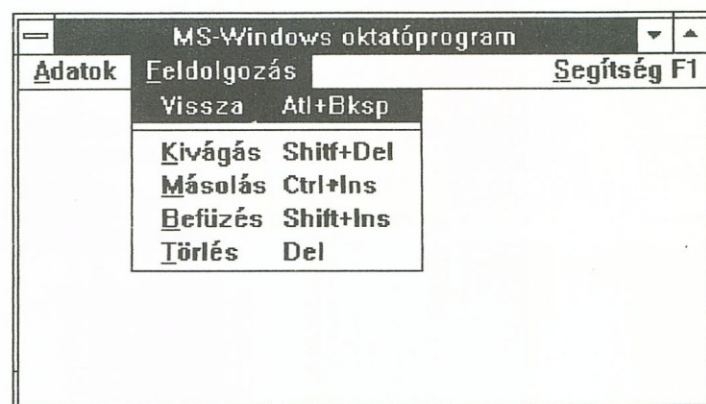 MS-Windows oktatóprogram
Adatok Feldolgozás Segítség F1
Vissza Atl+Bksp
Kivágás Shitf+Del
Másolás Ctrl+Ins
Befüzés Shift+Ins
Törlés Del